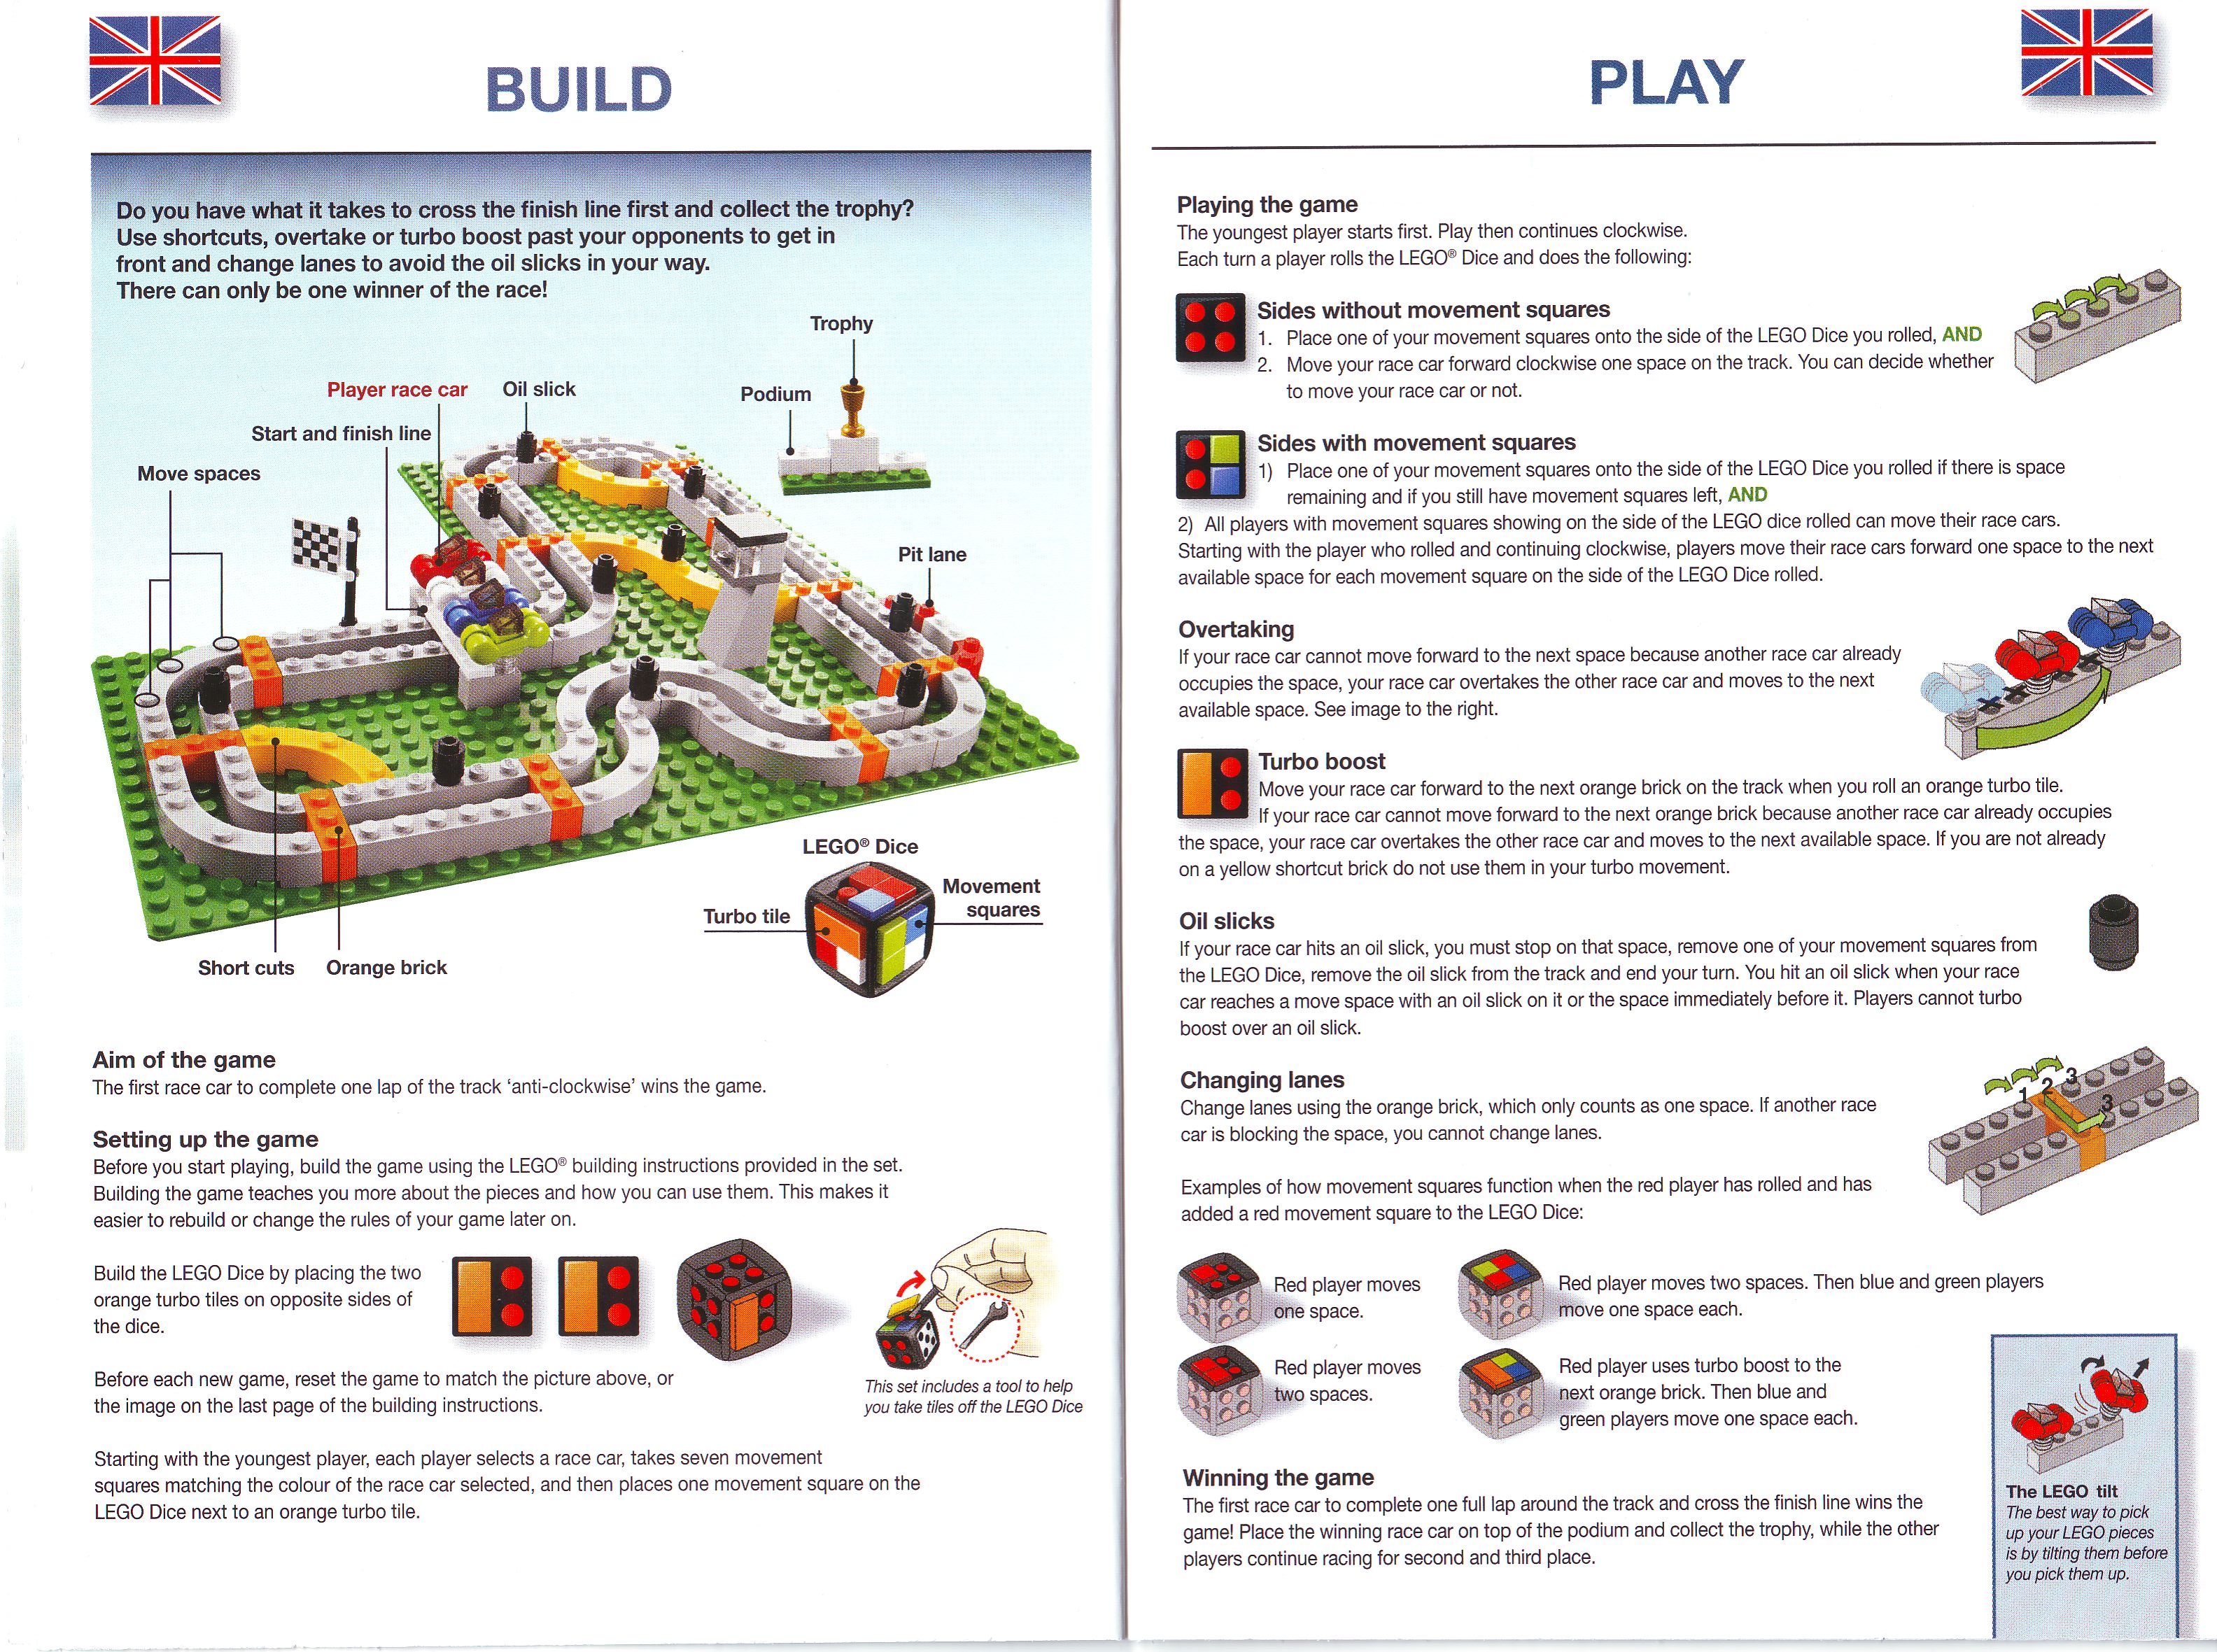 BUILD
Do you have what it takes to cross the finish line first and collect the trophy?
Use shortcuts, overtake or turbo boost past your opponents to get in
front and change lanes to avoid the oil slicks in your way.
There can only be one winner of the race!
Trophy
Player race car
Oil slick
Podium
Start and finish line
Move spaces
Pit lane
LEGO® Dice
Movement
squares
Turbo tile
Short cuts
Orange brick
Aim of the game
The first race car to complete one lap of the track ‘anti-clockwise’ wins the game.
Setting up the game
Before you start playing, build the game using the LEGO® building instructions provided in the set.
Building the game teaches you more about the pieces and how you can use them. This makes it
easier to rebuild or change the rules of your game later on.
Build the LEGO Dice by placing the two
orange turbo tiles on opposite sides of
the dice.
Before each new game, reset the game to match the picture above, or
the image on the last page of the building instructions.
This set includes a tool to help
you take tiles off the LEGO Dice
Starting with the youngest player, each player selects a race car, takes seven movement
squares matching the colour of the race car selected, and then places one movement square on the
LEGO Dice next to an orange turbo tile.
PLAY
Playing the game
The youngest player starts first. Play then continues clockwise.
Each turn a player rolls the LEGO® Dice and does the following:
Sides without movement squares
1. Place one of your movement squares onto the side of the LEGO Dice you rolled, AND
2. Move your race car forward clockwise one space on the track. You can decide whether
to move your race car or not.
Sides with movement squares
1) Place one of your movement squares onto the side of the LEGO Dice you rolled if there is space
remaining and if you still have movement squares left, AND
2) All players with movement squares showing on the side of the LEGO dice rolled can move their race cars.
Starting with the player who rolled and continuing clockwise, players move their race cars forward one space to the next
available space for each movement square on the side of the LEGO Dice rolled.
Overtaking
If your race car cannot move forward to the next space because another race car already
occupies the space, your race car overtakes the other race car and moves to the next
available space. See image to the right.
Turbo boost
Move your race car forward to the next orange brick on the track when you roll an orange turbo tile.
If your race car cannot move forward to the next orange brick because another race car already occupies
the space, your race car overtakes the other race car and moves to the next available space. If you are not already
on a yellow shortcut brick do not use them in your turbo movement.
Oil slicks
If your race car hits an oil slick, you must stop on that space, remove one of your movement squares from
the LEGO Dice, remove the oil slick from the track and end your turn. You hit an oil slick when your race
car reaches a move space with an oil slick on it or the space immediately before it. Players cannot turbo
boost over an oil slick.
Changing lanes
Change lanes using the orange brick, which only counts as one space. If another race
car is blocking the space, you cannot change lanes.
1 2 3
3
Examples of how movement squares function when the red player has rolled and has
added a red movement square to the LEGO Dice:
Red player moves
one space.
Red player moves two spaces. Then blue and green players
move one space each.
Red player moves
two spaces.
Red player uses turbo boost to the
next orange brick. Then blue and
green players move one space each.
Winning the game
The first race car to complete one full lap around the track and cross the finish line wins the
game! Place the winning race car on top of the podium and collect the trophy, while the other
players continue racing for second and third place.
The LEGO tilt
The best way to pick
up your LEGO pieces
is by tilting them before
you pick them up.